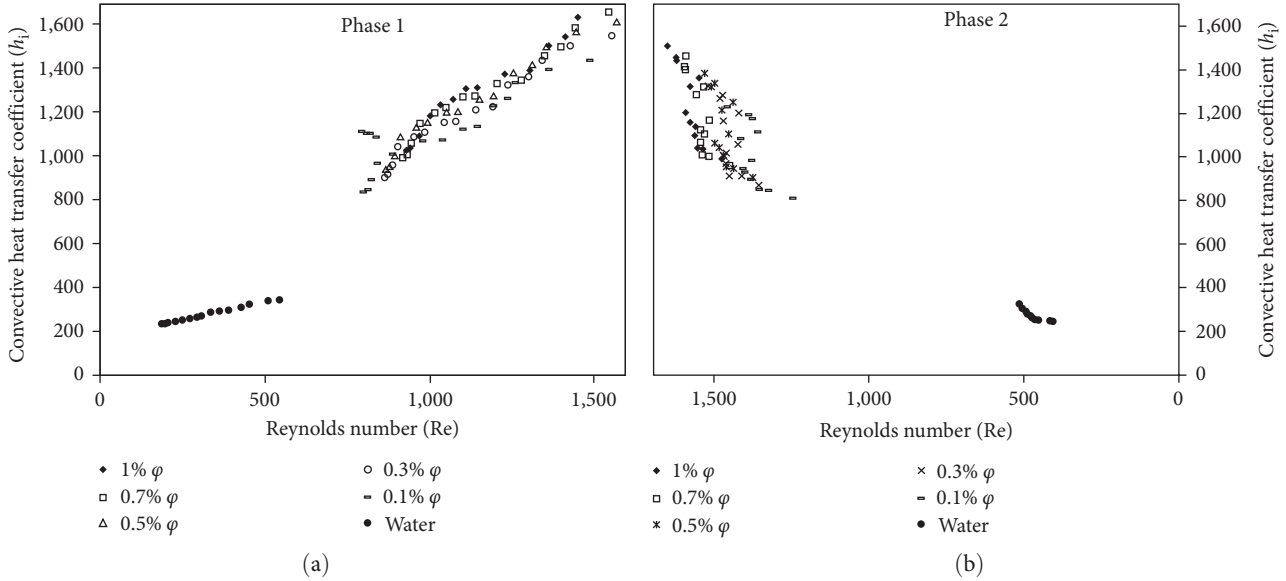 Phase 1
Convective heat transfer coefficient (hᵢ)
1,600
1,400
1,200
1,000
800
600
400
200
0
0 500 1,000 1,500
Reynolds number (Re)
1% φ
0.7% φ
0.5% φ
0.3% φ
0.1% φ
Water
(a)
Phase 2
1,600
1,400
1,200
1,000
800
600
400
200
0
Convective heat transfer coefficient (hᵢ)
1,500 1,000 500 0
Reynolds number (Re)
1% φ
0.7% φ
0.5% φ
0.3% φ
0.1% φ
Water
(b)